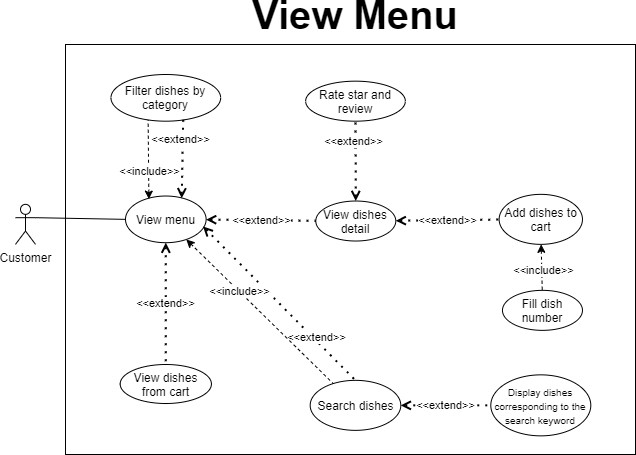 View Menu
Filter dishes by
category
Rate star and
review
<<extend>>
<<extend>>
<<include>>
View menu
<<extend>>
View dishes
detail
<<extend>>
Add dishes to
cart
Customer
<<include>>
<<extend>>
<<include>>
Fill dish
number
<<extend>>
View dishes
from cart
Search dishes
<<extend>>
Display dishes
corresponding to the
search keyword